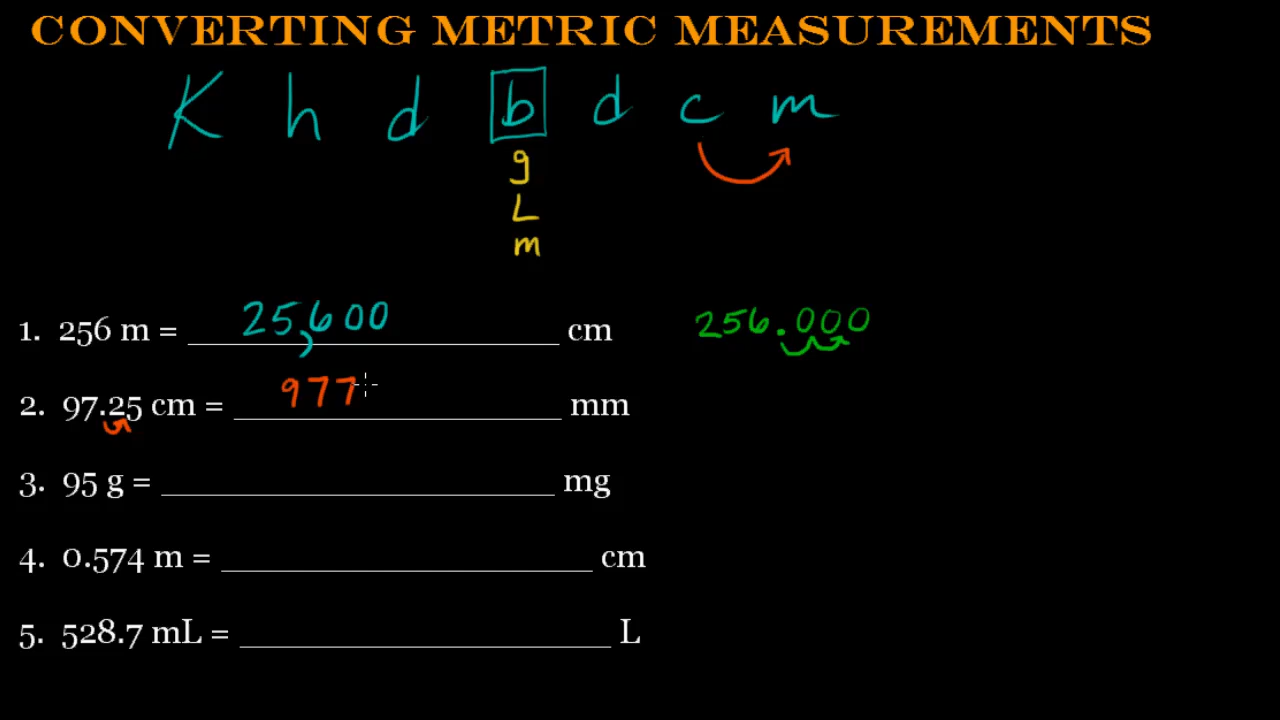 CONVERTING METRIC MEASUREMENTS
K h d b d c m
g
L
m
1. 256 m = 25,600 cm 256.000
2. 97.25 cm = 977 mm
3. 95 g = mg
4. 0.574 m = cm
5. 528.7 mL = L